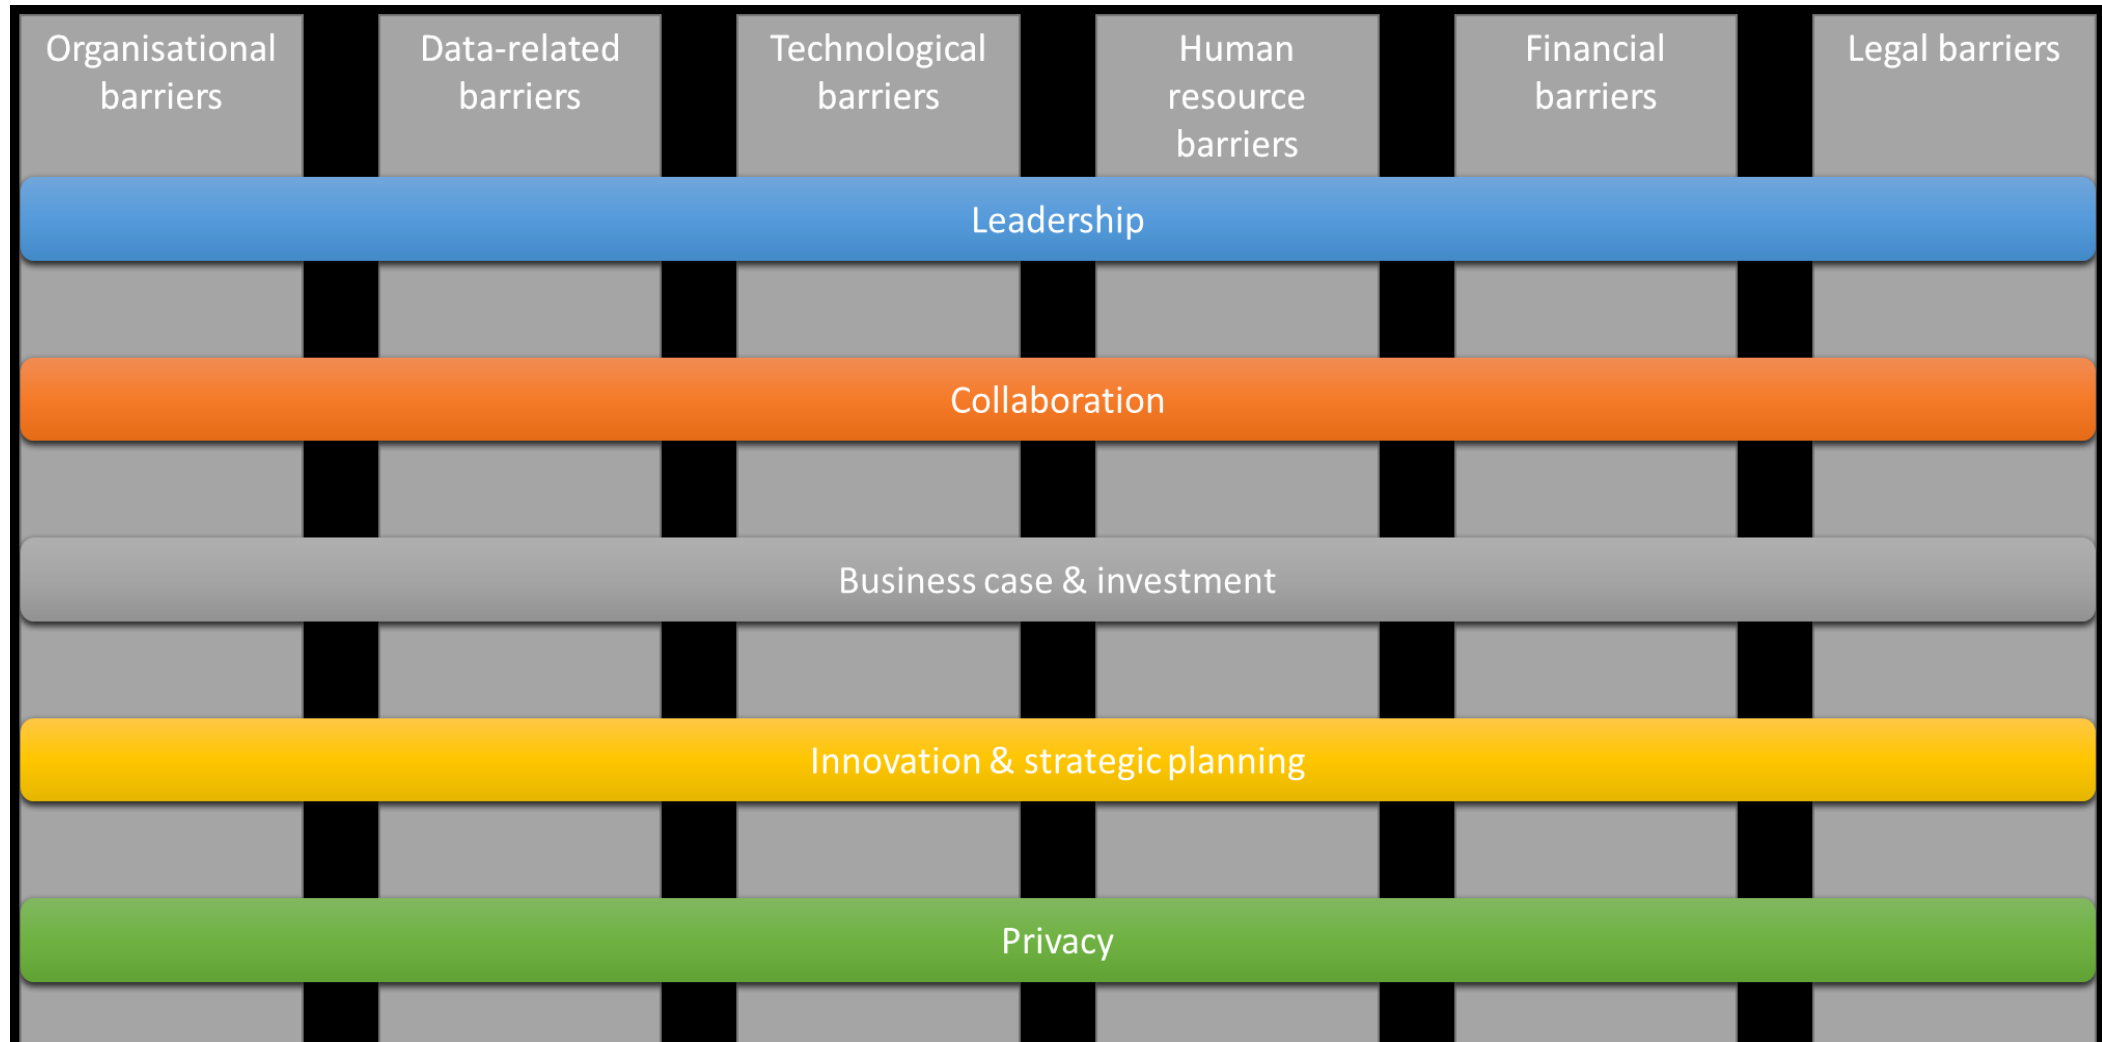 Organisational
barriers
Data-related
barriers
Technological
barriers
Human
resource
barriers
Financial
barriers
Legal barriers
Leadership
Collaboration
Business case & investment
Innovation & strategic planning
Privacy